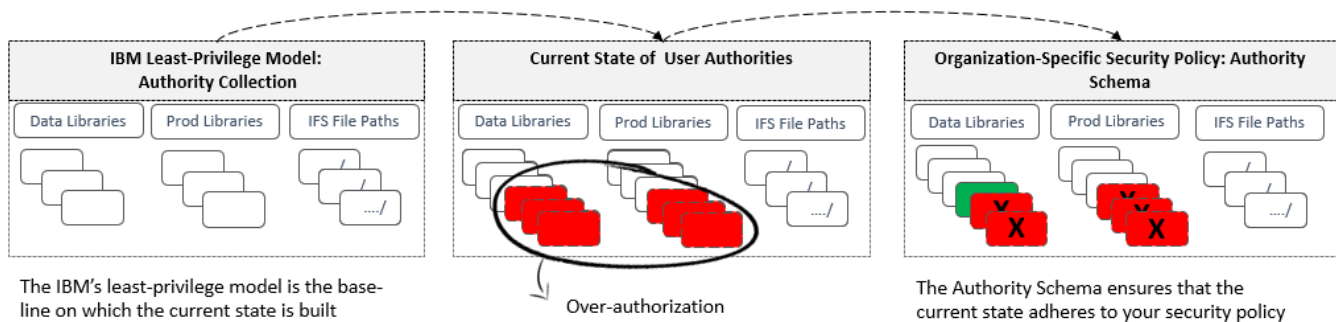 IBM Least-Privilege Model:
Authority Collection
Data Libraries
Prod Libraries
IFS File Paths
/
/
..../
The IBM's least-privilege model is the base-
line on which the current state is built
Current State of User Authorities
Data Libraries
Prod Libraries
IFS File Paths
/
/
..../
Over-authorization
Organization-Specific Security Policy: Authority
Schema
Data Libraries
Prod Libraries
IFS File Paths
/
/
..../
X
X
X
X
X
The Authority Schema ensures that the
current state adheres to your security policy